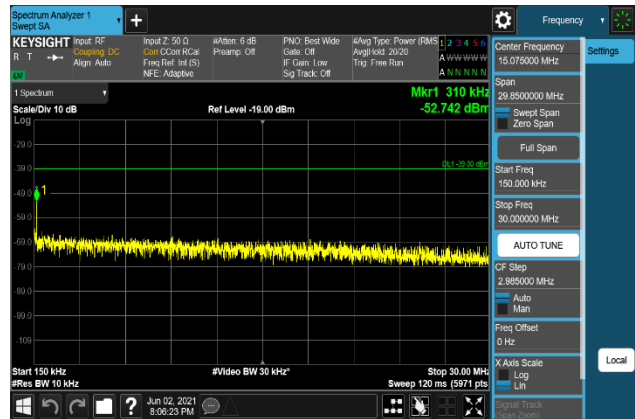 Spectrum Analyzer 1
Swept SA
Frequency
KEYSIGHT
R T
LV
Input: RF
Coupling: DC
Align: Auto
Input Z: 50 Ω
Corr CCorr RCal
Freq Ref: Int (S)
NFE: Adaptive
#Atten: 6 dB
Preamp: Off
PNO: Best Wide
Gate: Off
IF Gain: Low
Sig Track: Off
#Avg Type: Power (RMS
Avg|Hold: 20/20
Trig: Free Run
1 2 3 4 5 6
A W W W W W
A N N N N N
1 Spectrum
Scale/Div 10 dB
Log
Ref Level -19.00 dBm
Mkr1 310 kHz
-52.742 dBm
-29.0
-39.0
-49.0
-59.0
-69.0
-79.0
-89.0
-99.0
-109
DL1 -39.00 dBm
1
Start 150 kHz
#Res BW 10 kHz
#Video BW 30 kHz*
Stop 30.00 MHz
Sweep 120 ms (5971 pts
Jun 02, 2021
8:06:23 PM
?
Center Frequency
15.075000 MHz
Settings
Span
29.8500000 MHz
Swept Span
Zero Span
Full Span
Start Freq
150.000 kHz
Stop Freq
30.000000 MHz
AUTO TUNE
CF Step
2.985000 MHz
Auto
Man
Freq Offset
0 Hz
X Axis Scale
Log
Lin
Local
Signal Track
(Span Zoom)